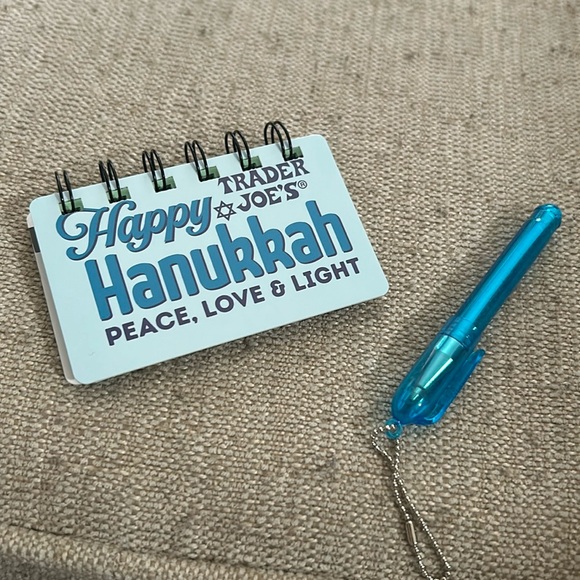 TRADER
JOE'S®
Happy
Hanukkah
PEACE, LOVE & LIGHT